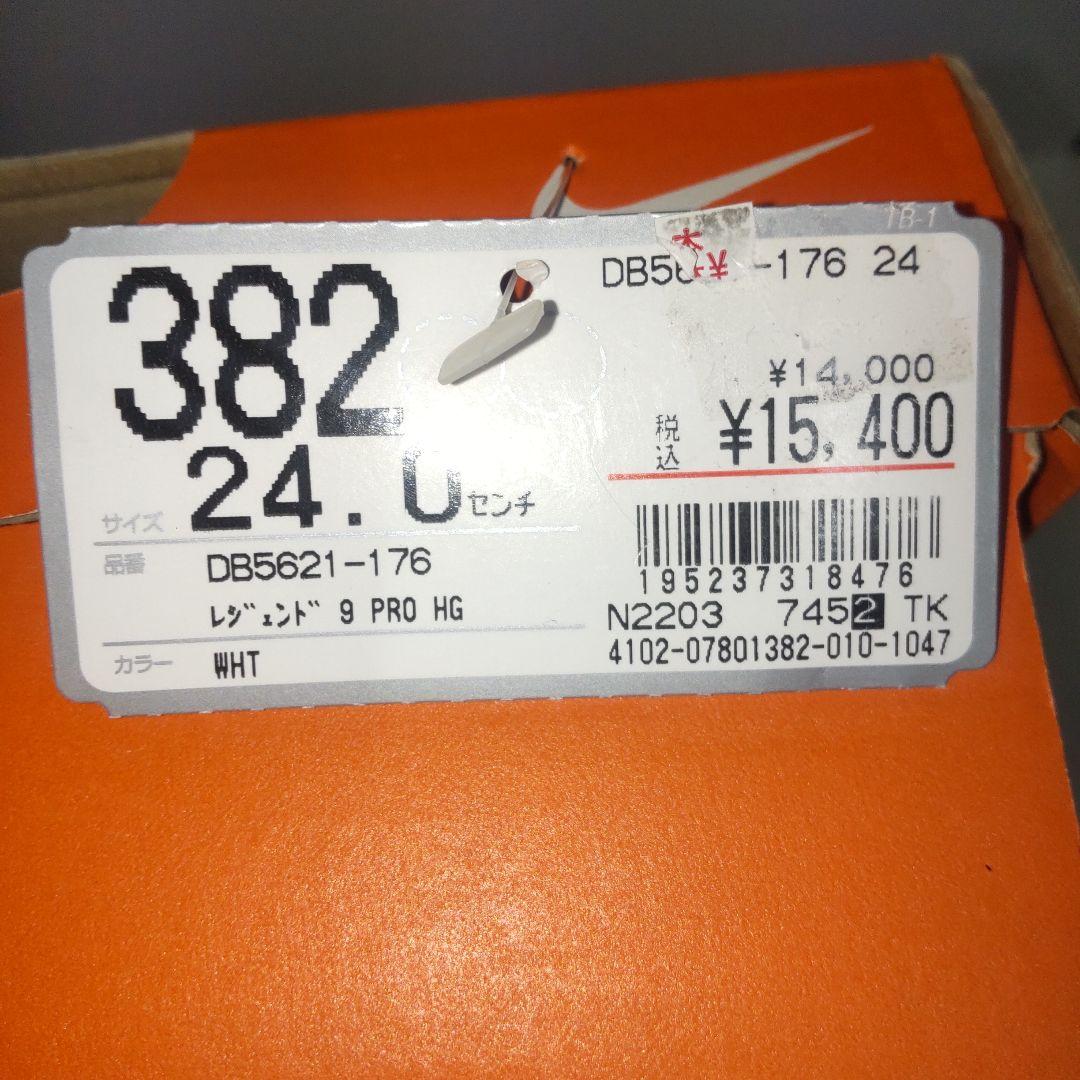 TB-1
382
DB56 -176 24
*
*¥
¥14,000
税込 ¥15,400
サイズ 24.0センチ
品番 DB5621-176
レジェンド 9 PRO HG
カラー WHT
195237318476
N2203 7452 TK
4102-07801382-010-1047